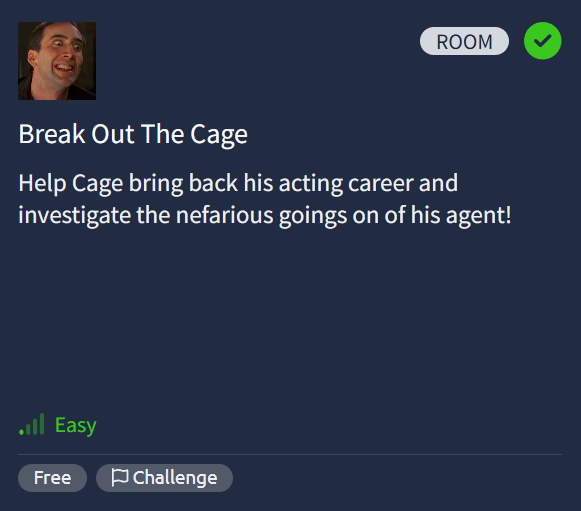 ROOM
Break Out The Cage
Help Cage bring back his acting career and
investigate the nefarious goings on of his agent!
Easy
Free
Challenge